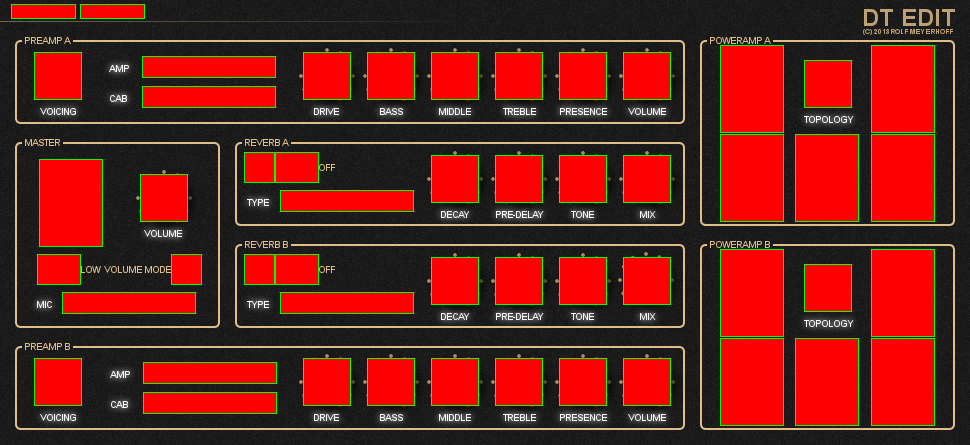 DT EDIT
(C) 2013 ROLF MEYERHOFF
PREAMP A
AMP
CAB
VOICING
DRIVE
BASS
MIDDLE
TREBLE
PRESENCE
VOLUME
POWERAMP A
TOPOLOGY
MASTER
VOLUME
LOW VOLUME MODE
MIC
REVERB A
OFF
TYPE
DECAY
PRE-DELAY
TONE
MIX
REVERB B
OFF
TYPE
DECAY
PRE-DELAY
TONE
MIX
POWERAMP B
TOPOLOGY
PREAMP B
AMP
CAB
VOICING
DRIVE
BASS
MIDDLE
TREBLE
PRESENCE
VOLUME